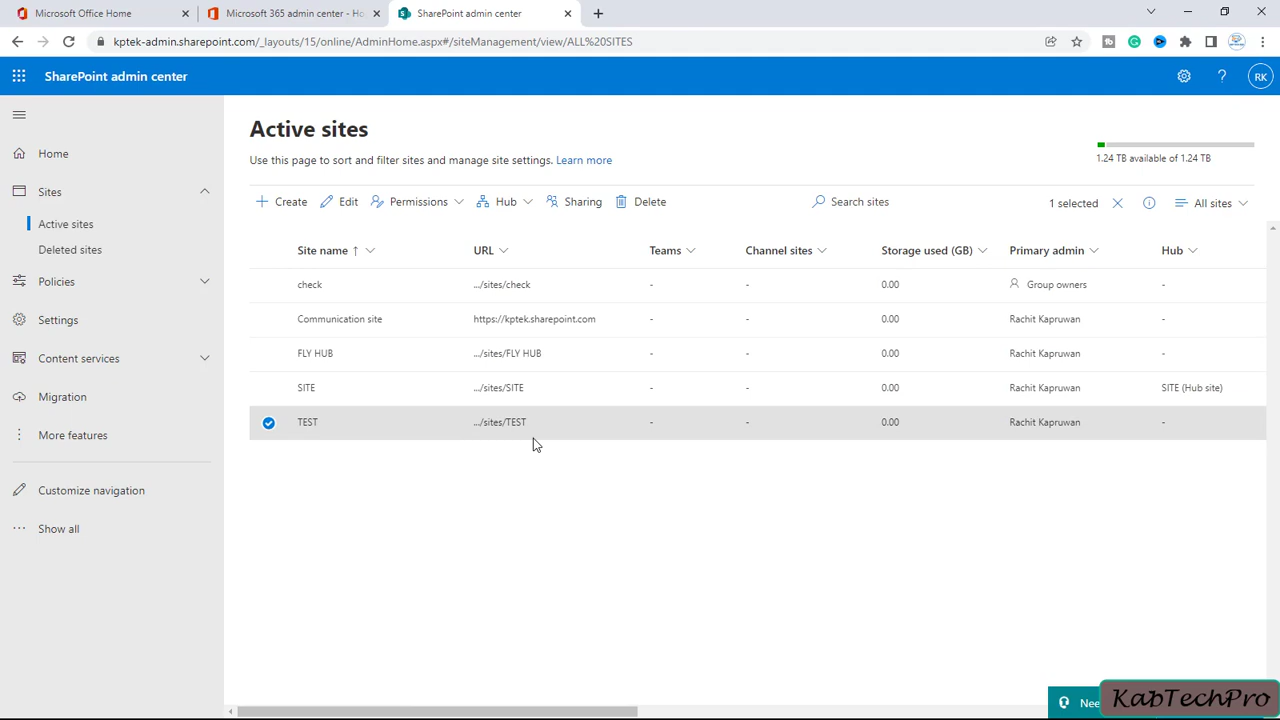 Microsoft Office Home
Microsoft 365 admin center - Ho
SharePoint admin center
kptek-admin.sharepoint.com/_layouts/15/online/AdminHome.aspx#/siteManagement/view/ALL%20SITES
SharePoint admin center
RK
Home
Sites
Active sites
Deleted sites
Policies
Settings
Content services
Migration
More features
Customize navigation
Show all
Active sites
Use this page to sort and filter sites and manage site settings. Learn more
1.24 TB available of 1.24 TB
Create Edit Permissions Hub Sharing Delete Search sites 1 selected All sites
Site name ↑ URL Teams Channel sites Storage used (GB) Primary admin Hub
check .../sites/check - - 0.00 Group owners -
Communication site https://kptek.sharepoint.com - - 0.00 Rachit Kapruwan -
FLY HUB .../sites/FLY HUB - - 0.00 Rachit Kapruwan -
SITE .../sites/SITE - - 0.00 Rachit Kapruwan SITE (Hub site)
TEST .../sites/TEST - - 0.00 Rachit Kapruwan -
Nee
KabTechPro